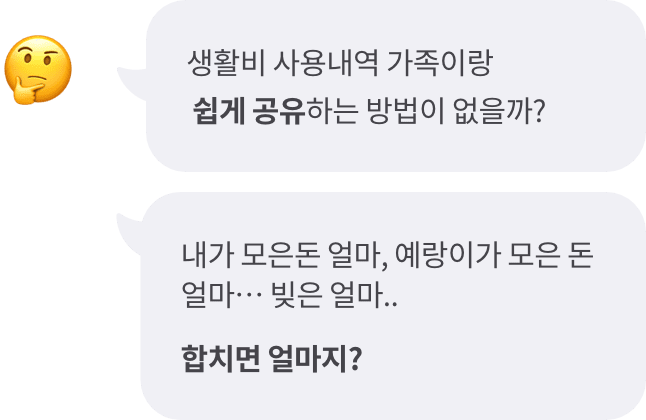 생활비 사용내역 가족이랑
쉽게 공유하는 방법이 없을까?
내가 모은돈 얼마, 예랑이가 모은 돈
얼마… 빚은 얼마..
합치면 얼마지?